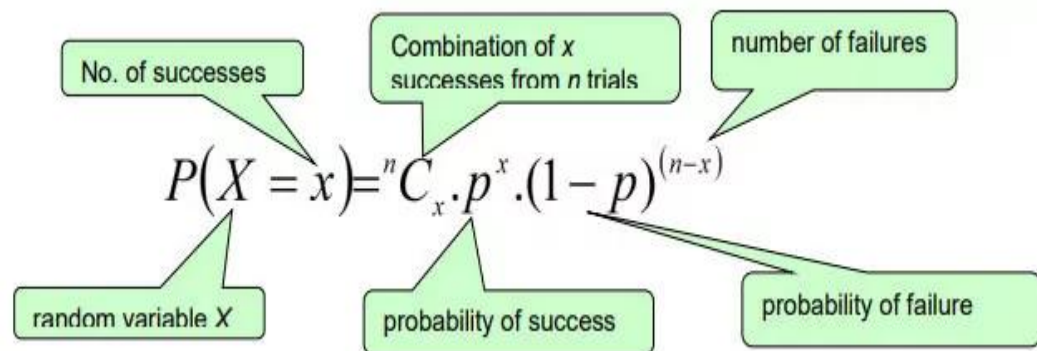 No. of successes
Combination of x
successes from n trials
number of failures
P(X = x)=ⁿCₓ.pˣ.(1 − p)⁽ⁿ⁻ˣ⁾
random variable X
probability of success
probability of failure